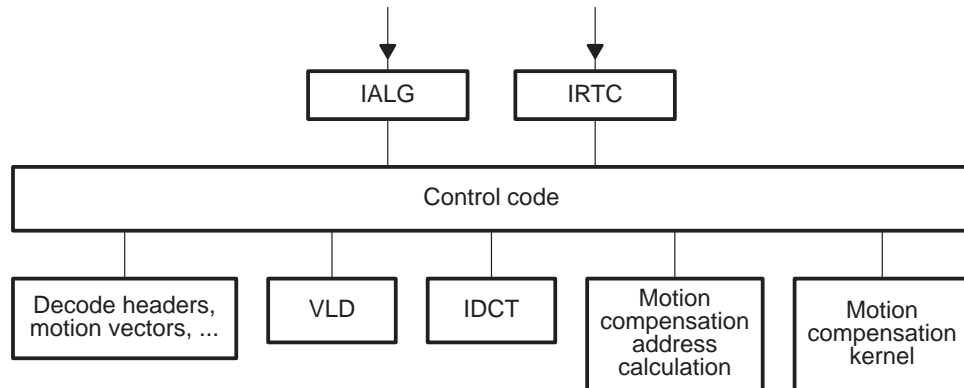 IALG
IRTC
Control code
Decode headers,
motion vectors, ...
VLD
IDCT
Motion
compensation
address
calculation
Motion
compensation
kernel